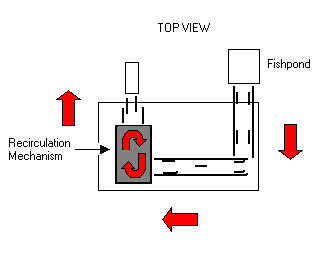 TOP VIEW
Fishpond
Recirculation
Mechanism